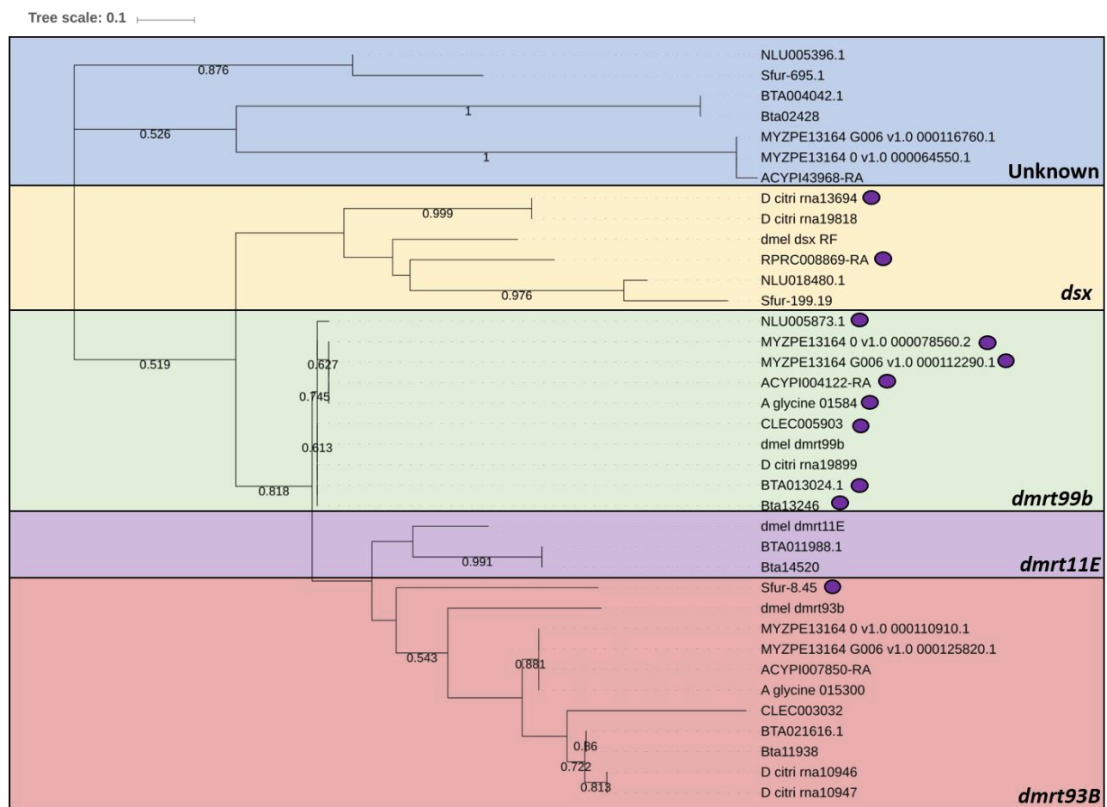 Tree scale: 0.1
NLU005396.1
0.876
Sfur-695.1
BTA004042.1
1
Bta02428
0.526
MYZPE13164 G006 v1.0 000116760.1
1
MYZPE13164 0 v1.0 000064550.1
ACYPI43968-RA
Unknown
D citri rna13694
0.999
D citri rna19818
dmel dsx RF
RPRC008869-RA
NLU018480.1
0.976
Sfur-199.19
dsx
NLU005873.1
MYZPE13164 0 v1.0 000078560.2
0.519
0.627
MYZPE13164 G006 v1.0 000112290.1
ACYPI004122-RA
0.745
A glycine 01584
CLEC005903
0.613
dmel dmrt99b
D citri rna19899
0.818
BTA013024.1
Bta13246
dmrt99b
dmel dmrt11E
BTA011988.1
0.991
Bta14520
dmrt11E
Sfur-8.45
dmel dmrt93b
MYZPE13164 0 v1.0 000110910.1
0.543
MYZPE13164 G006 v1.0 000125820.1
0.881
ACYPI007850-RA
A glycine 015300
CLEC003032
BTA021616.1
0.86
Bta11938
0.722
D citri rna10946
0.813
D citri rna10947
dmrt93B